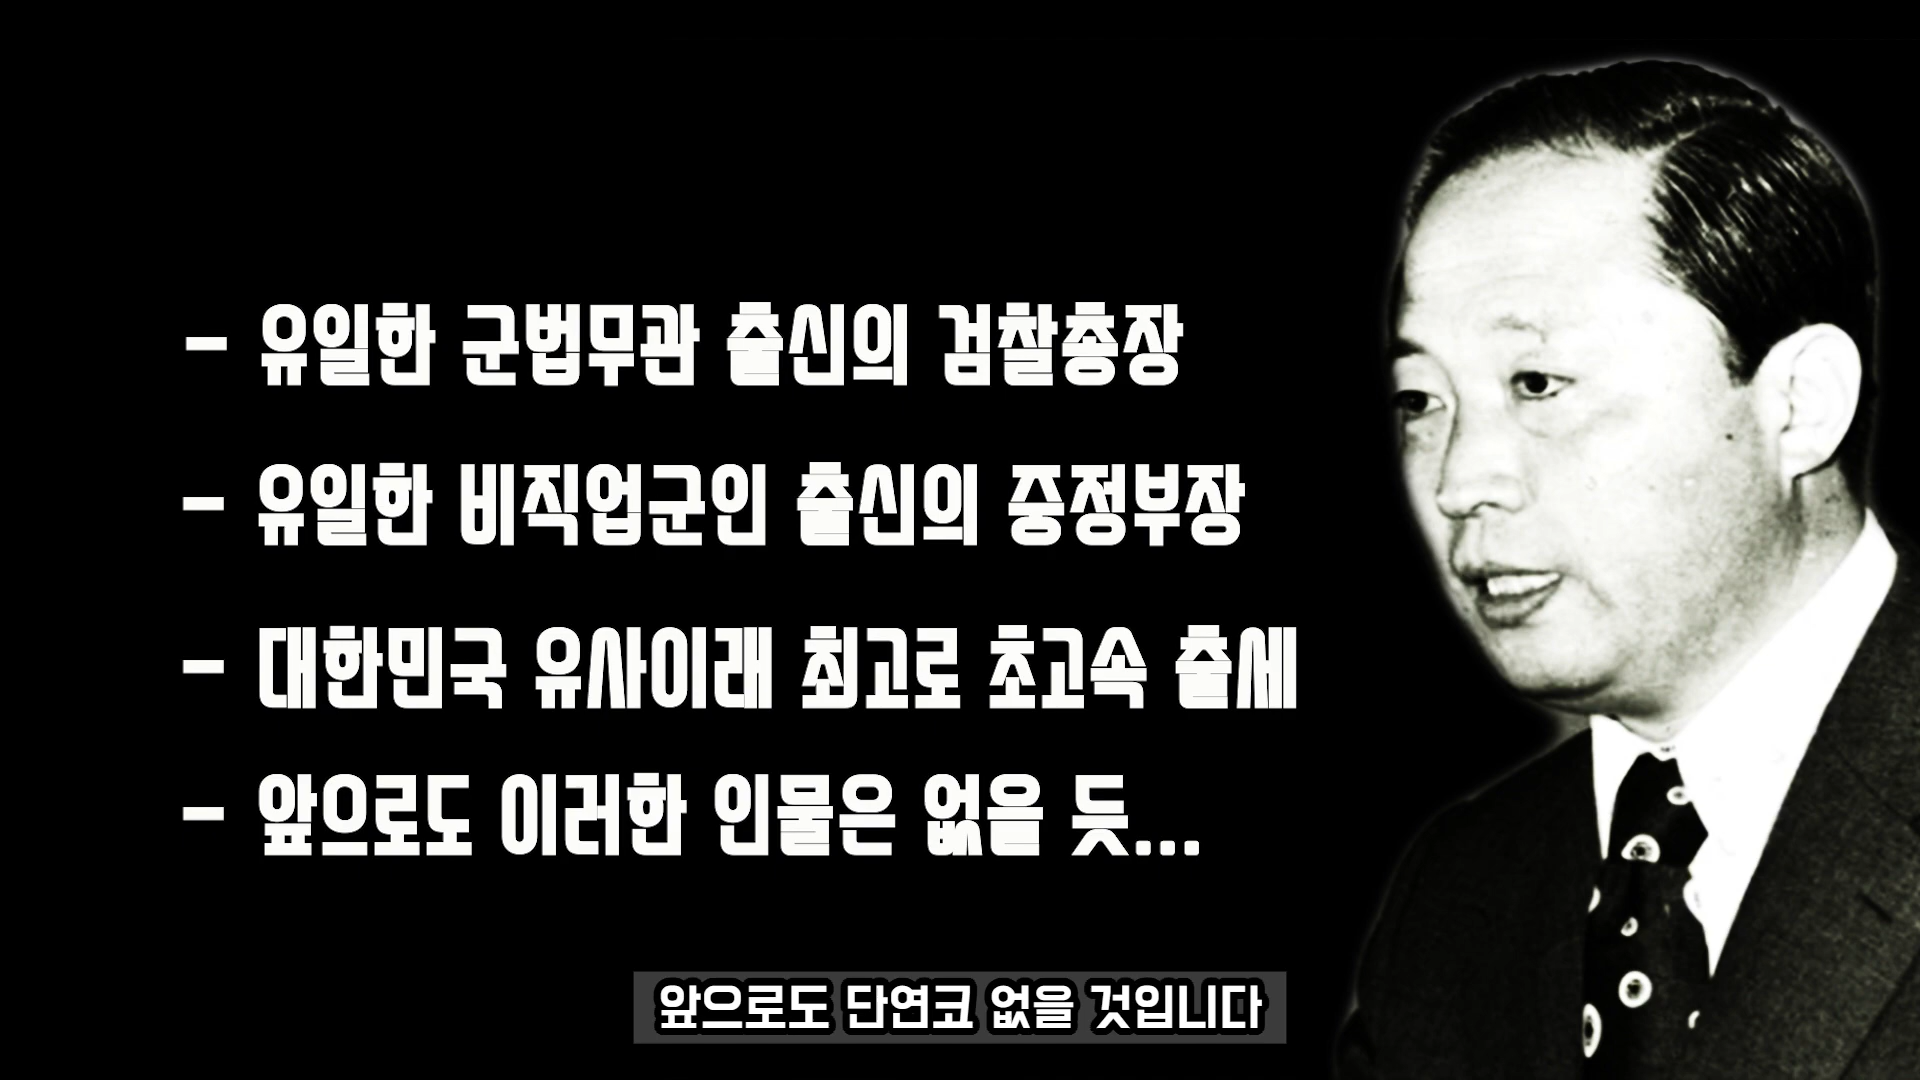 - 유일한 군법무관 출신의 검찰총장
- 유일한 비직업군인 출신의 중정부장
- 대한민국 유사이래 최고로 초고속 출세
- 앞으로도 이러한 인물은 없을 듯...
앞으로도 단연코 없을 것입니다